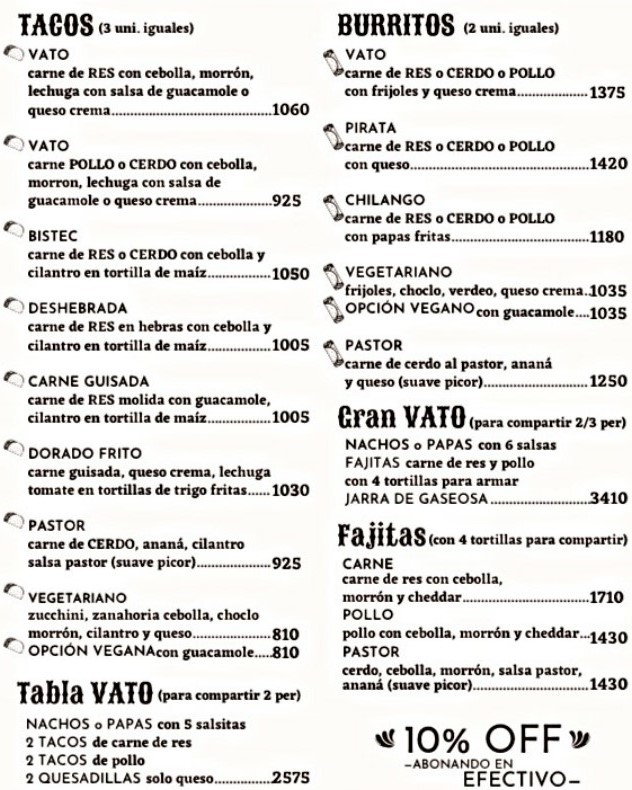 TACOS (3 uni. iguales)
VATO
carne de RES con cebolla, morrón,
lechuga con salsa de guacamole o
queso crema..............................1060
VATO
carne POLLO o CERDO con cebolla,
morron, lechuga con salsa de
guacamole o queso crema..............925
BISTEC
carne de RES o CERDO con cebolla y
cilantro en tortilla de maíz............1050
DESHEBRADA
carne de RES en hebras con cebolla y
cilantro en tortilla de maíz............1005
CARNE GUISADA
carne de RES molida con guacamole,
cilantro en tortilla de maíz............1005
DORADO FRITO
carne guisada, queso crema, lechuga
tomate en tortillas de trigo fritas......1030
PASTOR
carne de CERDO, ananá, cilantro
salsa pastor (suave picor)..............925
VEGETARIANO
zucchini, zanahoria cebolla, choclo
morrón, cilantro y queso...............810
OPCIÓN VEGANA con guacamole.....810
Tabla VATO (para compartir 2 per)
NACHOS o PAPAS con 5 salsitas
2 TACOS de carne de res
2 TACOS de pollo
2 QUESADILLAS solo queso...........2575
BURRITOS (2 uni. iguales)
VATO
carne de RES o CERDO o POLLO
con frijoles y queso crema..............1375
PIRATA
carne de RES o CERDO o POLLO
con queso..............................1420
CHILANGO
carne de RES o CERDO o POLLO
con papas fritas........................1180
VEGETARIANO
frijoles, choclo, verdeo, queso crema..1035
OPCIÓN VEGANO con guacamole....1035
PASTOR
carne de cerdo al pastor, ananá
y queso (suave picor)...................1250
Gran VATO (para compartir 2/3 per)
NACHOS o PAPAS con 6 salsas
FAJITAS carne de res y pollo
con 4 tortillas para armar
JARRA DE GASEOSA...................3410
Fajitas (con 4 tortillas para compartir)
CARNE
carne de res con cebolla,
morrón y cheddar.......................1710
POLLO
pollo con cebolla, morrón y cheddar...1430
PASTOR
cerdo, cebolla, morrón, salsa pastor,
ananá (suave picor).....................1430
10% OFF
–ABONANDO EN
EFECTIVO–